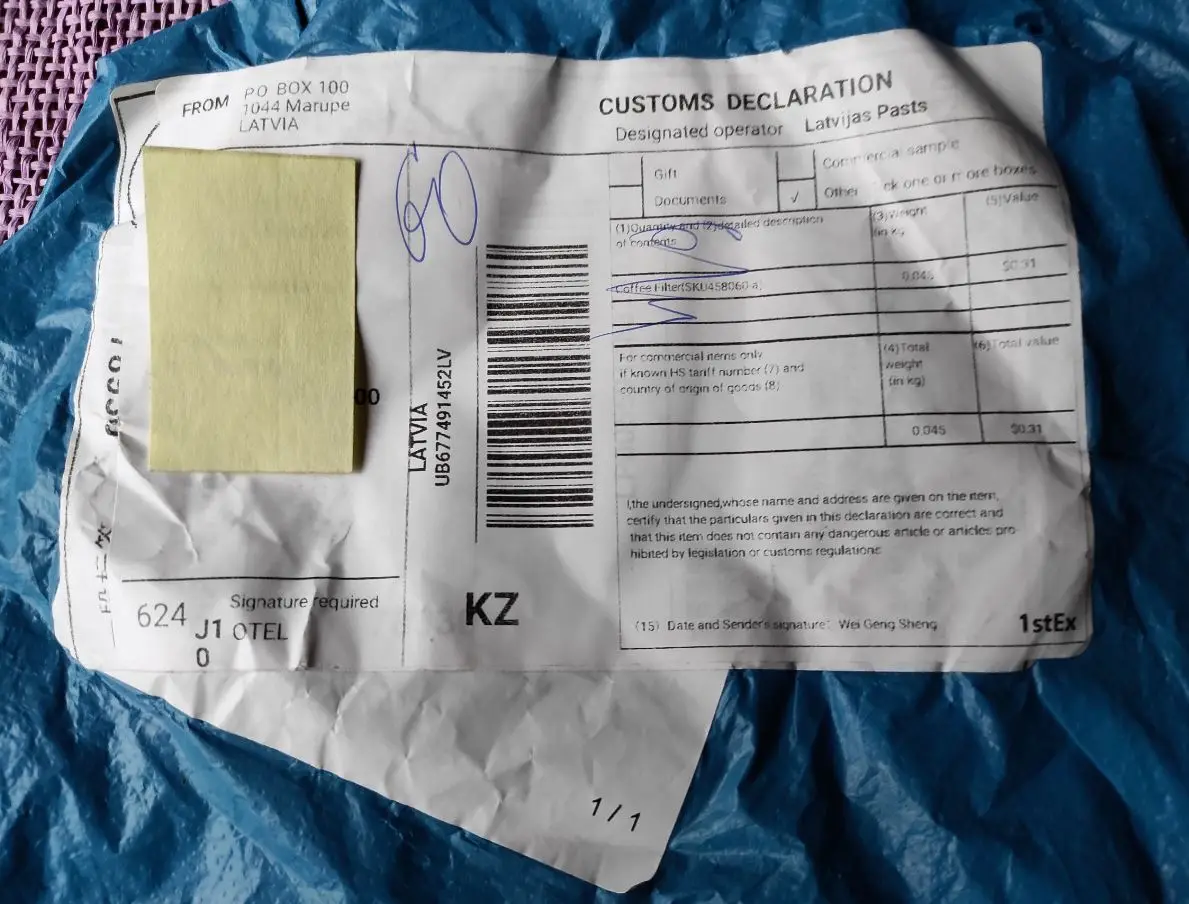 FROM
PO BOX 100
1044 Marupe
LATVIA
00
624
Signature required
J1 OTEL
0
LATVIA
UB677491452LV
KZ
CUSTOMS DECLARATION
Designated operator Latvijas Pasts
Gift
Commercial sample
Documents
✓
Other
ck one or more boxes
(1)Quantity and (2)detailed description
of contents
(3)Weight
(in kg)
(5)Value
Coffee Filter(SKU458060-a)
0.045
$0.31
For commercial items only
if known HS tariff number (7) and
country of origin of goods (8)
(4)Total
weight
(in kg)
(6)Total value
0.045
$0.31
I,the undersigned,whose name and address are given on the item,
certify that the particulars given in this declaration are correct and
that this item does not contain any dangerous article or articles pro
hibited by legislation or customs regulations
(15) Date and Sender's signature: Wei Geng Sheng
1stEx
1 / 1